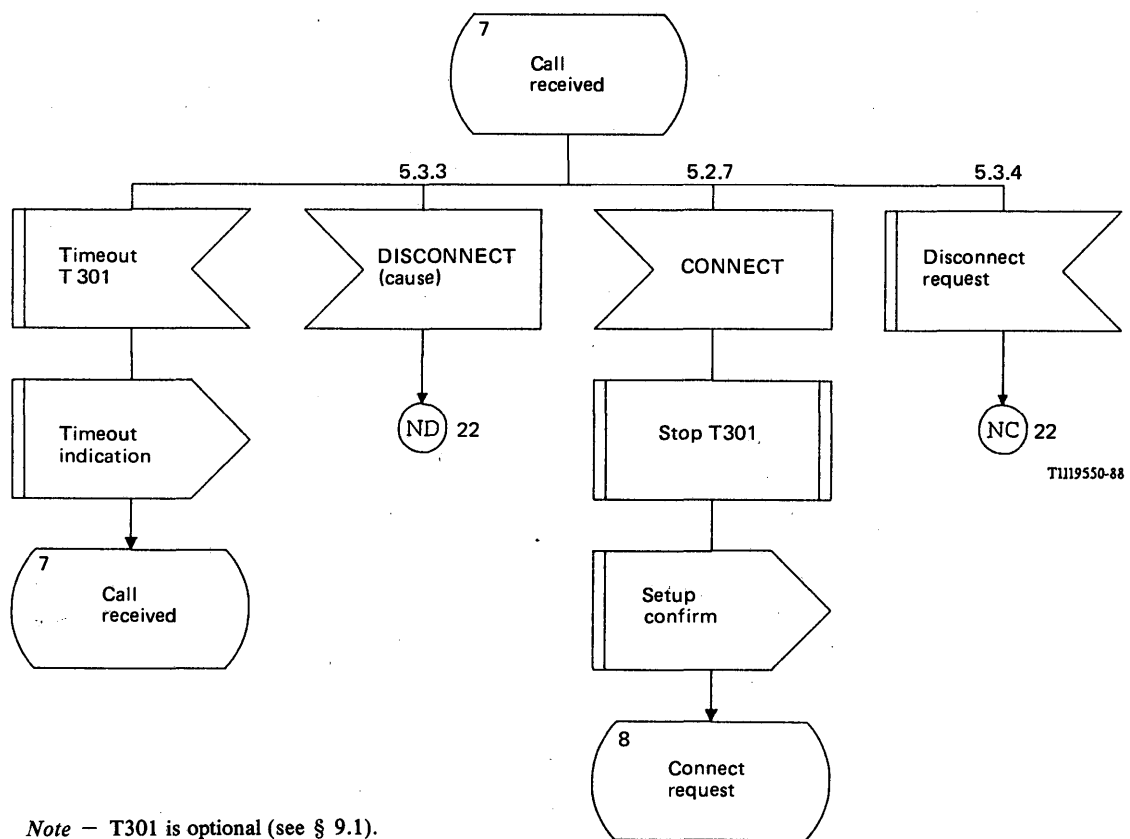 7
Call
received
5.3.3
5.2.7
5.3.4
Timeout
T 301
DISCONNECT
(cause)
CONNECT
Disconnect
request
Timeout
indication
ND 22
Stop T301
NC 22
T1119550-88
7
Call
received
Setup
confirm
8
Connect
request
Note — T301 is optional (see § 9.1).